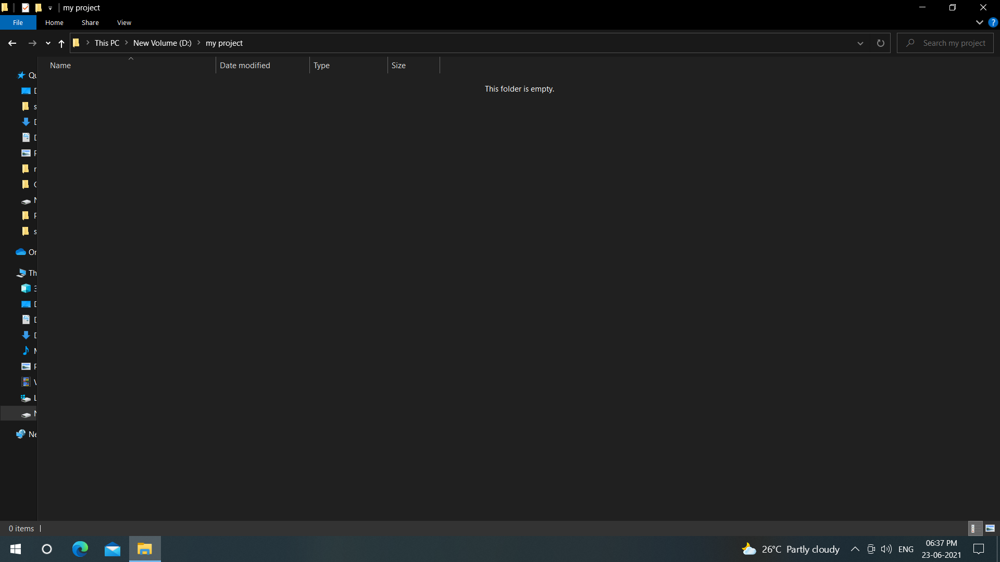 my project
File Home Share View
This PC New Volume (D:) my project
Search my project
Name Date modified Type Size
This folder is empty.
Qu
s
Or
Th
3
Ne
0 items
26°C Partly cloudy
ENG
06:37 PM
23-06-2021